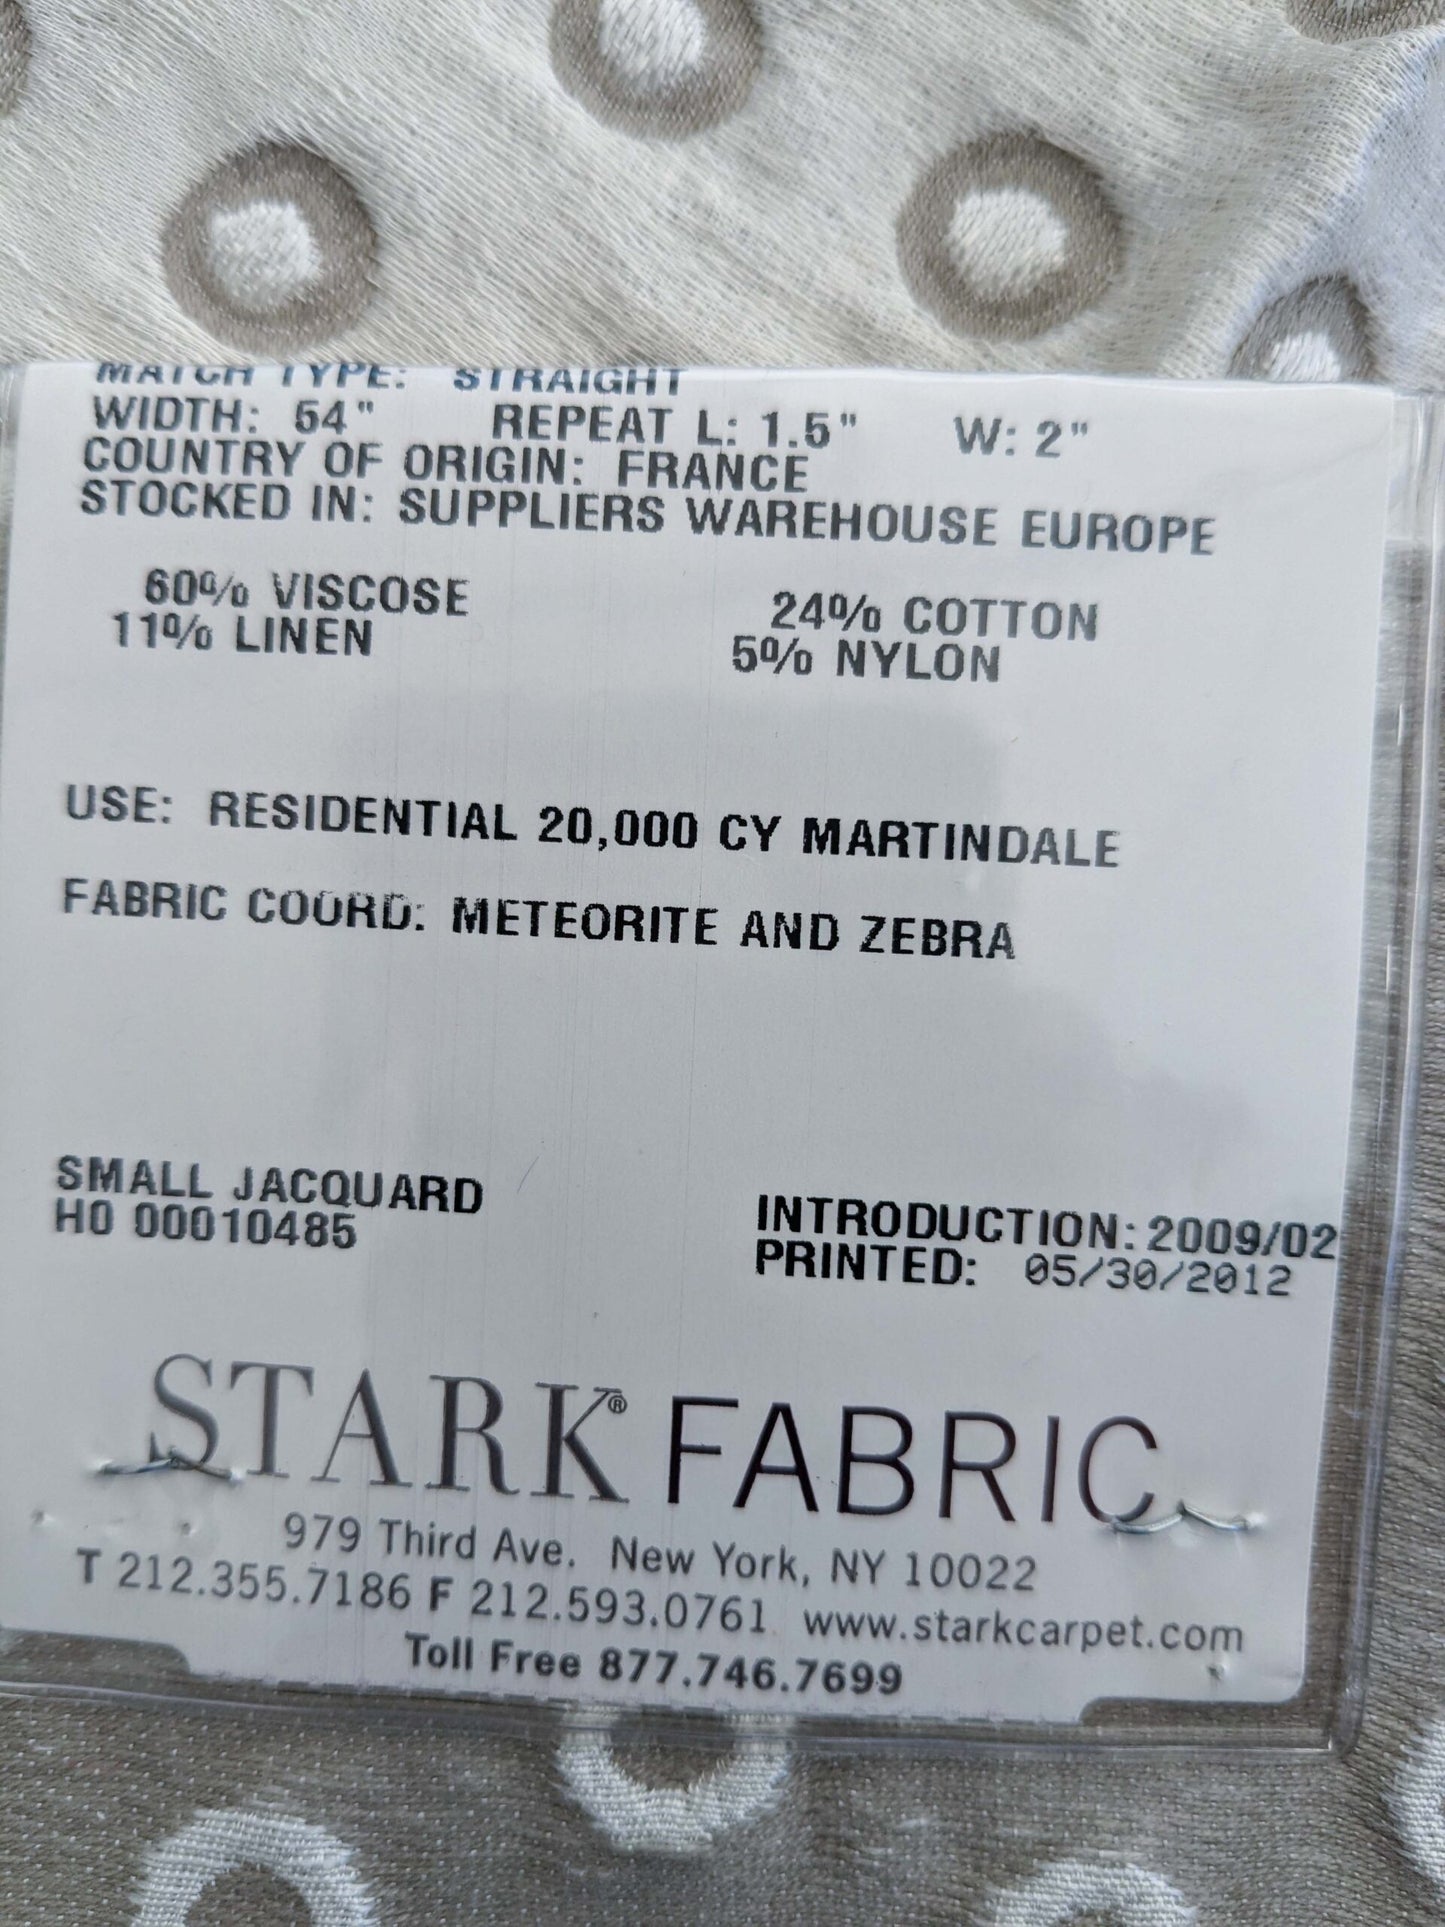 MATCH TYPE: STRAIGHT
WIDTH: 54" REPEAT L: 1.5" W: 2"
COUNTRY OF ORIGIN: FRANCE
STOCKED IN: SUPPLIERS WAREHOUSE EUROPE
60% VISCOSE 24% COTTON
11% LINEN 5% NYLON
USE: RESIDENTIAL 20,000 CY MARTINDALE
FABRIC COORD: METEORITE AND ZEBRA
SMALL JACQUARD
HO 00010485
INTRODUCTION: 2009/02
PRINTED: 05/30/2012
STARK® FABRIC
979 Third Ave. New York, NY 10022
T 212.355.7186 F 212.593.0761 www.starkcarpet.com
Toll Free 877.746.7699